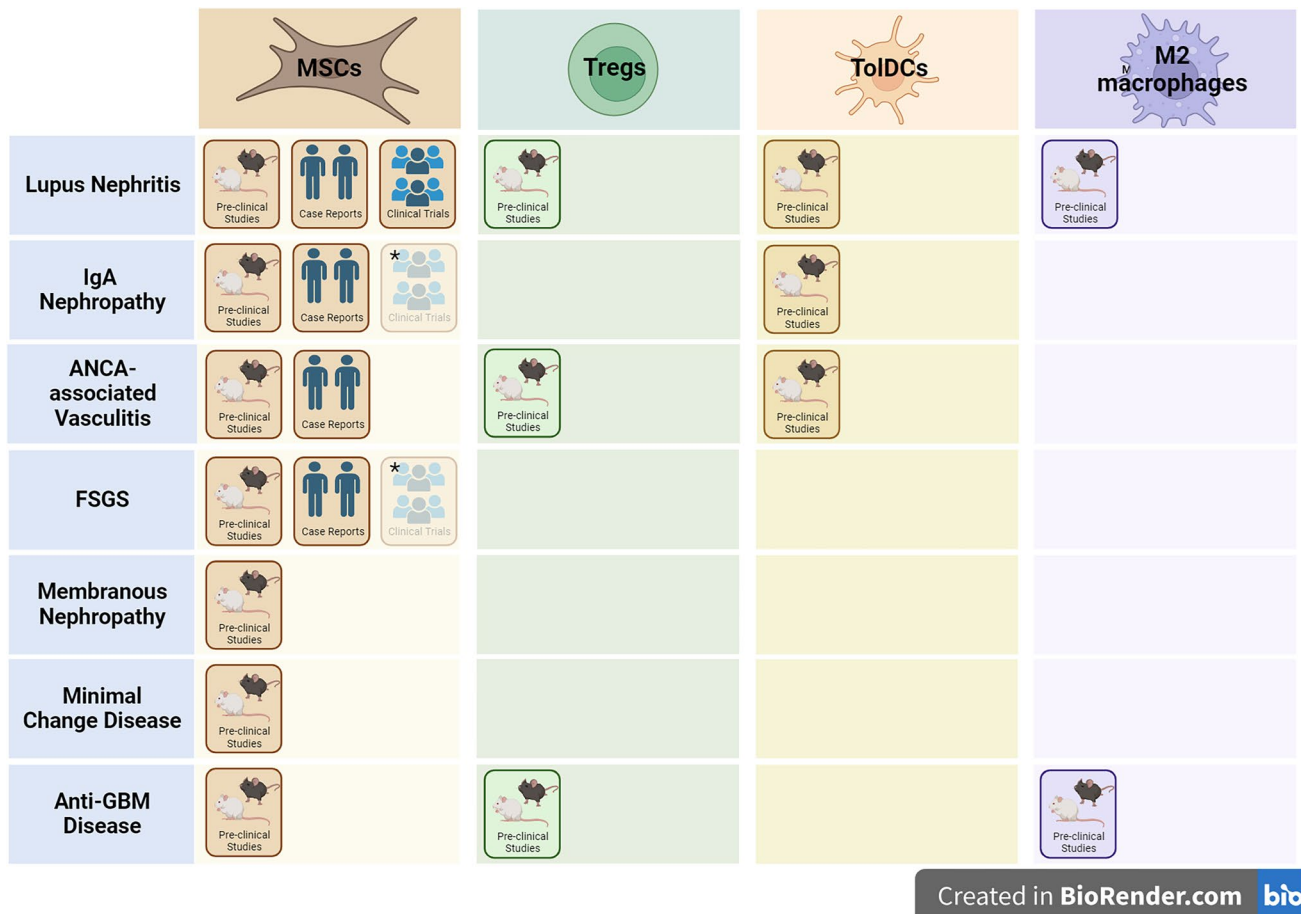 MSCs
Tregs
TolDCs
M
M2
macrophages
Lupus Nephritis
Pre-clinical
Studies
Case Reports
Clinical Trials
Pre-clinical
Studies
Pre-clinical
Studies
Pre-clinical
Studies
IgA
Nephropathy
Pre-clinical
Studies
Case Reports
*
Clinical Trials
Pre-clinical
Studies
ANCA-
associated
Vasculitis
Pre-clinical
Studies
Case Reports
Pre-clinical
Studies
Pre-clinical
Studies
FSGS
Pre-clinical
Studies
Case Reports
*
Clinical Trials
Membranous
Nephropathy
Pre-clinical
Studies
Minimal
Change Disease
Pre-clinical
Studies
Anti-GBM
Disease
Pre-clinical
Studies
Pre-clinical
Studies
Pre-clinical
Studies
Created in BioRender.com bio